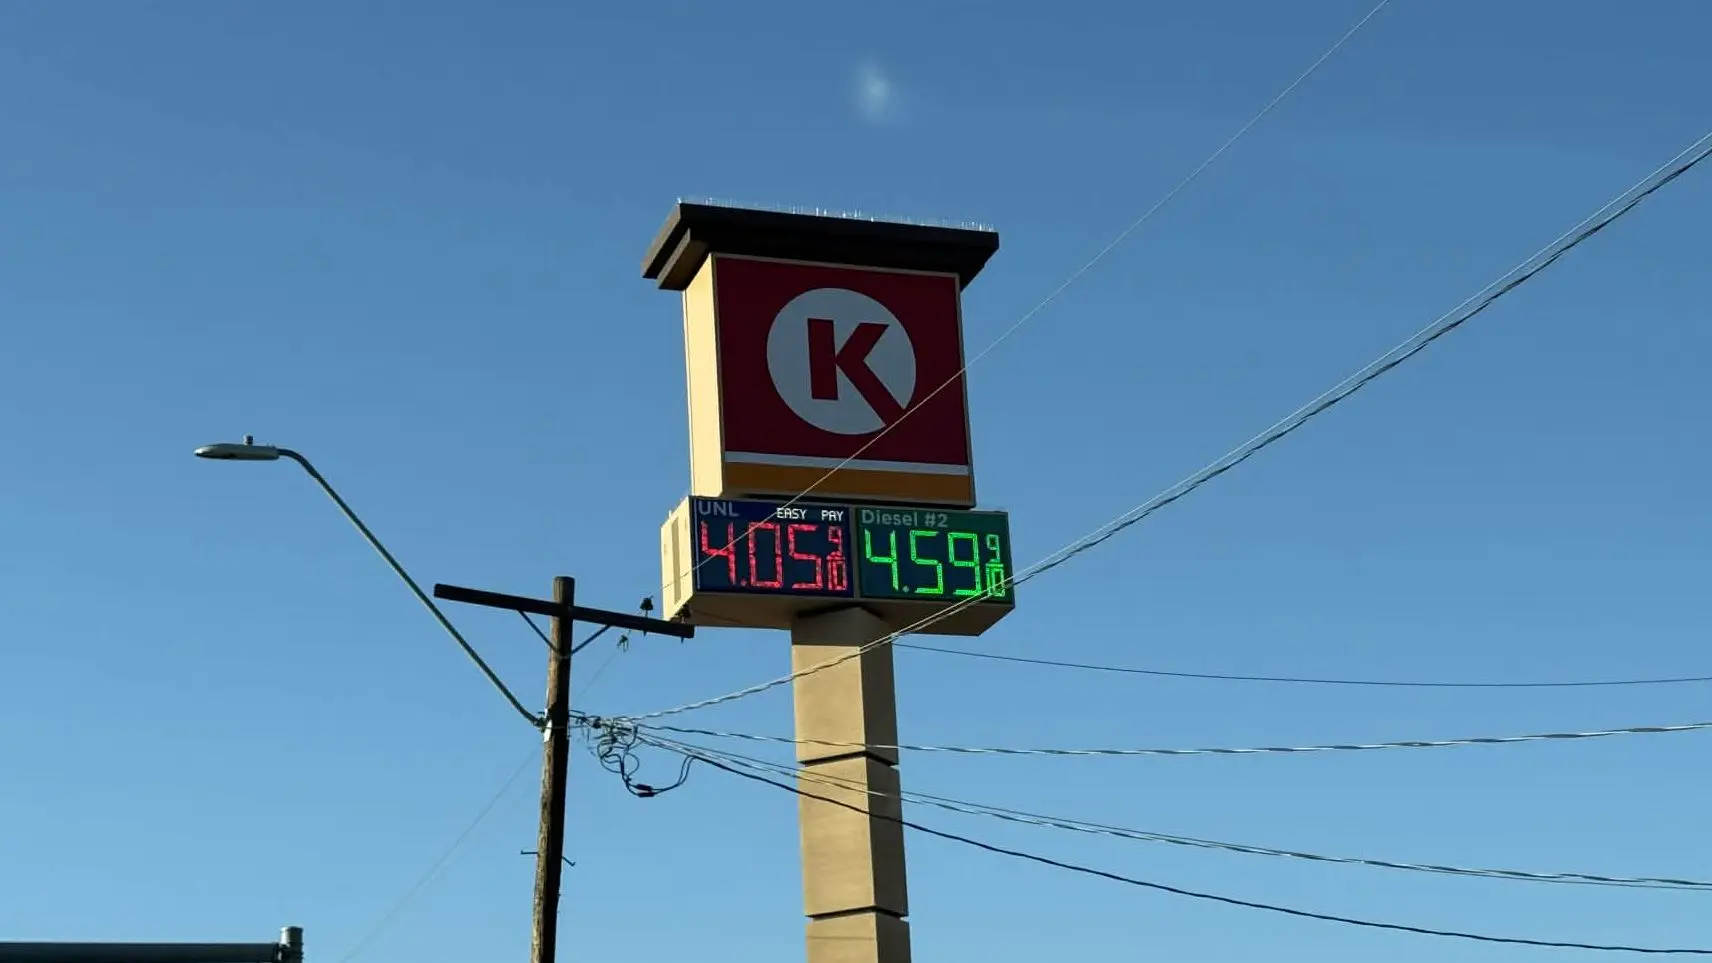 K
UNL EASY PAY
4.05 9/10
Diesel #2
4.59 9/10